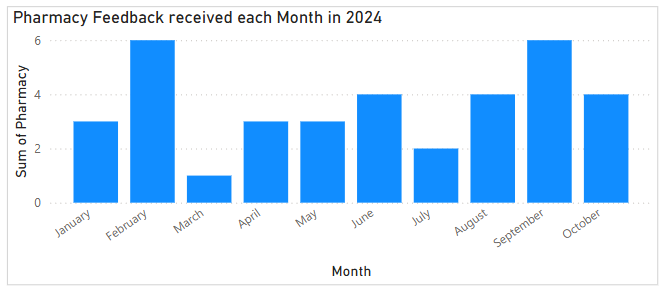 Pharmacy Feedback received each Month in 2024
Sum of Pharmacy
6
4
2
0
January
February
March
April
May
June
July
August
September
October
Month